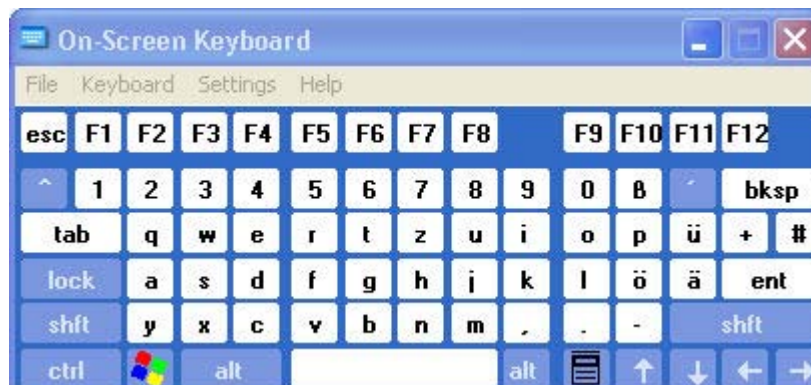 On-Screen Keyboard
File Keyboard Settings Help
esc F1 F2 F3 F4 F5 F6 F7 F8 F9 F10 F11 F12
^ 1 2 3 4 5 6 7 8 9 0 ß ´ bksp
tab q w e r t z u i o p ü + #
lock a s d f g h j k l ö ä ent
shft y x c v b n m , . - shft
ctrl alt alt ↑ ↓ ← →